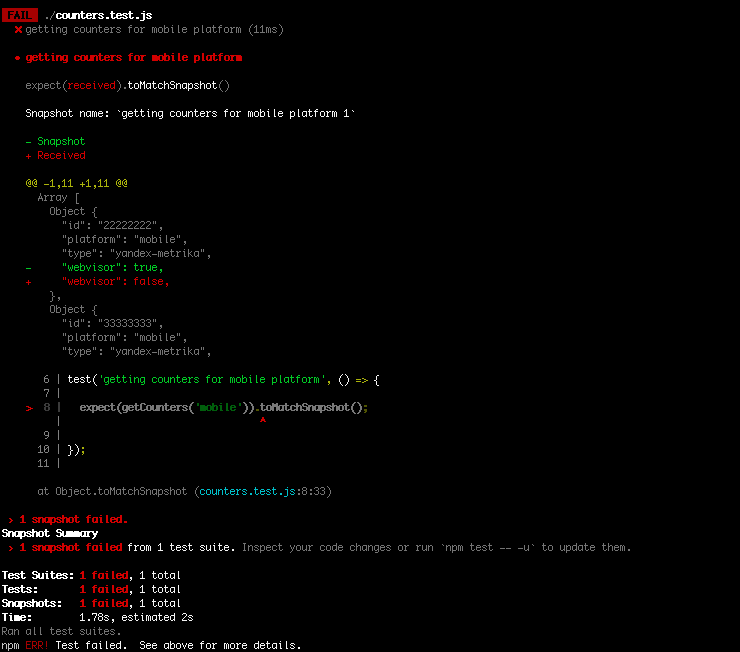 FAIL ./counters.test.js
✖ getting counters for mobile platform (11ms)
● getting counters for mobile platform
expect(received).toMatchSnapshot()
Snapshot name: `getting counters for mobile platform 1`
- Snapshot
+ Received
@@ -1,11 +1,11 @@
Array [
Object {
"id": "22222222",
"platform": "mobile",
"type": "yandex-metrika",
- "webvisor": true,
+ "webvisor": false,
},
Object {
"id": "33333333",
"platform": "mobile",
"type": "yandex-metrika",
6 | test('getting counters for mobile platform', () => {
7 |
> 8 | expect(getCounters('mobile')).toMatchSnapshot();
| ^
9 |
10 | });
11 |
at Object.toMatchSnapshot (counters.test.js:8:33)
› 1 snapshot failed.
Snapshot Summary
› 1 snapshot failed from 1 test suite. Inspect your code changes or run `npm test -- -u` to update them.
Test Suites: 1 failed, 1 total
Tests: 1 failed, 1 total
Snapshots: 1 failed, 1 total
Time: 1.78s, estimated 2s
Ran all test suites.
npm ERR! Test failed. See above for more details.